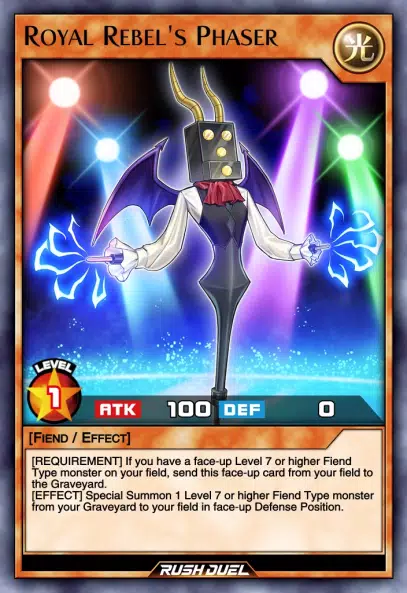 ROYAL REBEL'S PHASER
光
LEVEL
1
ATK 100 DEF 0
[FIEND / EFFECT]
[REQUIREMENT] If you have a face-up Level 7 or higher Fiend
Type monster on your field, send this face-up card from your field to
the Graveyard.
[EFFECT] Special Summon 1 Level 7 or higher Fiend Type monster
from your Graveyard to your field in face-up Defense Position.
RUSH DUEL